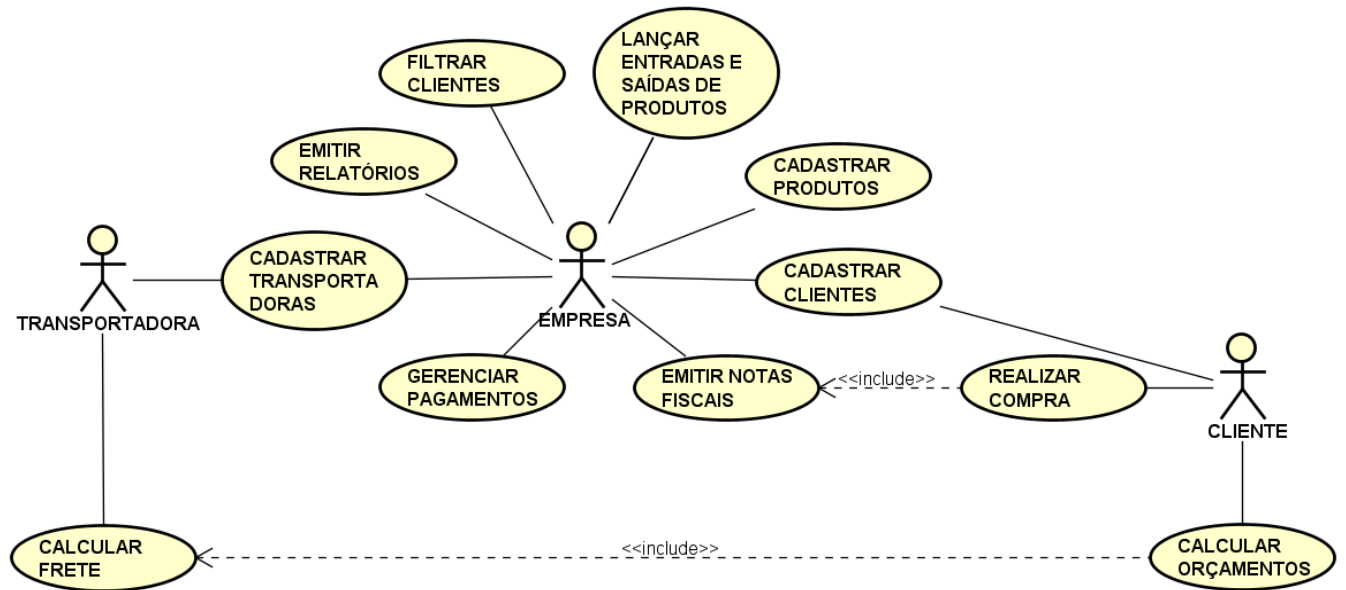 LANÇAR
ENTRADAS E
SAÍDAS DE
PRODUTOS
FILTRAR
CLIENTES
EMITIR
RELATÓRIOS
CADASTRAR
PRODUTOS
CADASTRAR
TRANSPORTA
DORAS
CADASTRAR
CLIENTES
TRANSPORTADORA
EMPRESA
GERENCIAR
PAGAMENTOS
EMITIR NOTAS
FISCAIS
<<include>>
REALIZAR
COMPRA
CLIENTE
CALCULAR
FRETE
<<include>>
CALCULAR
ORÇAMENTOS